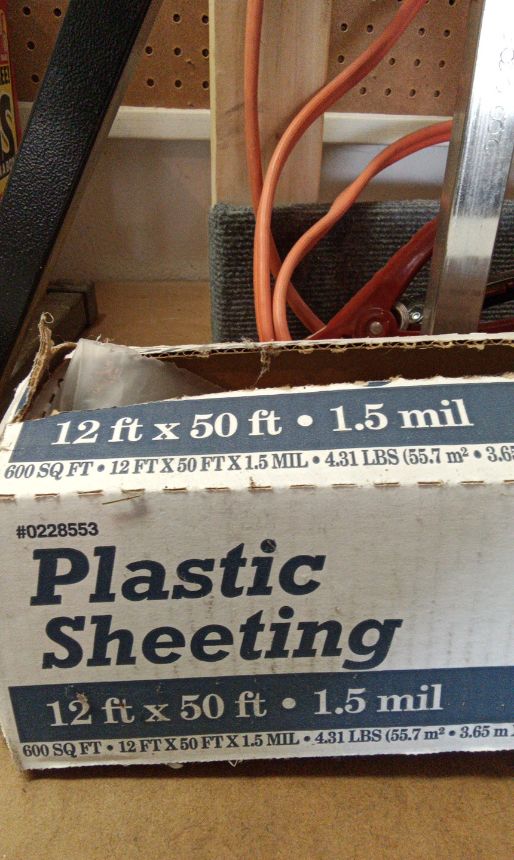 12 ft x 50 ft • 1.5 mil
600 SQ FT • 12 FT X 50 FT X 1.5 MIL • 4.31 LBS (55.7 m² • 3.65
#0228553
Plastic
Sheeting
12 ft x 50 ft • 1.5 mil
600 SQ FT • 12 FT X 50 FT X 1.5 MIL • 4.31 LBS (55.7 m² • 3.65 m